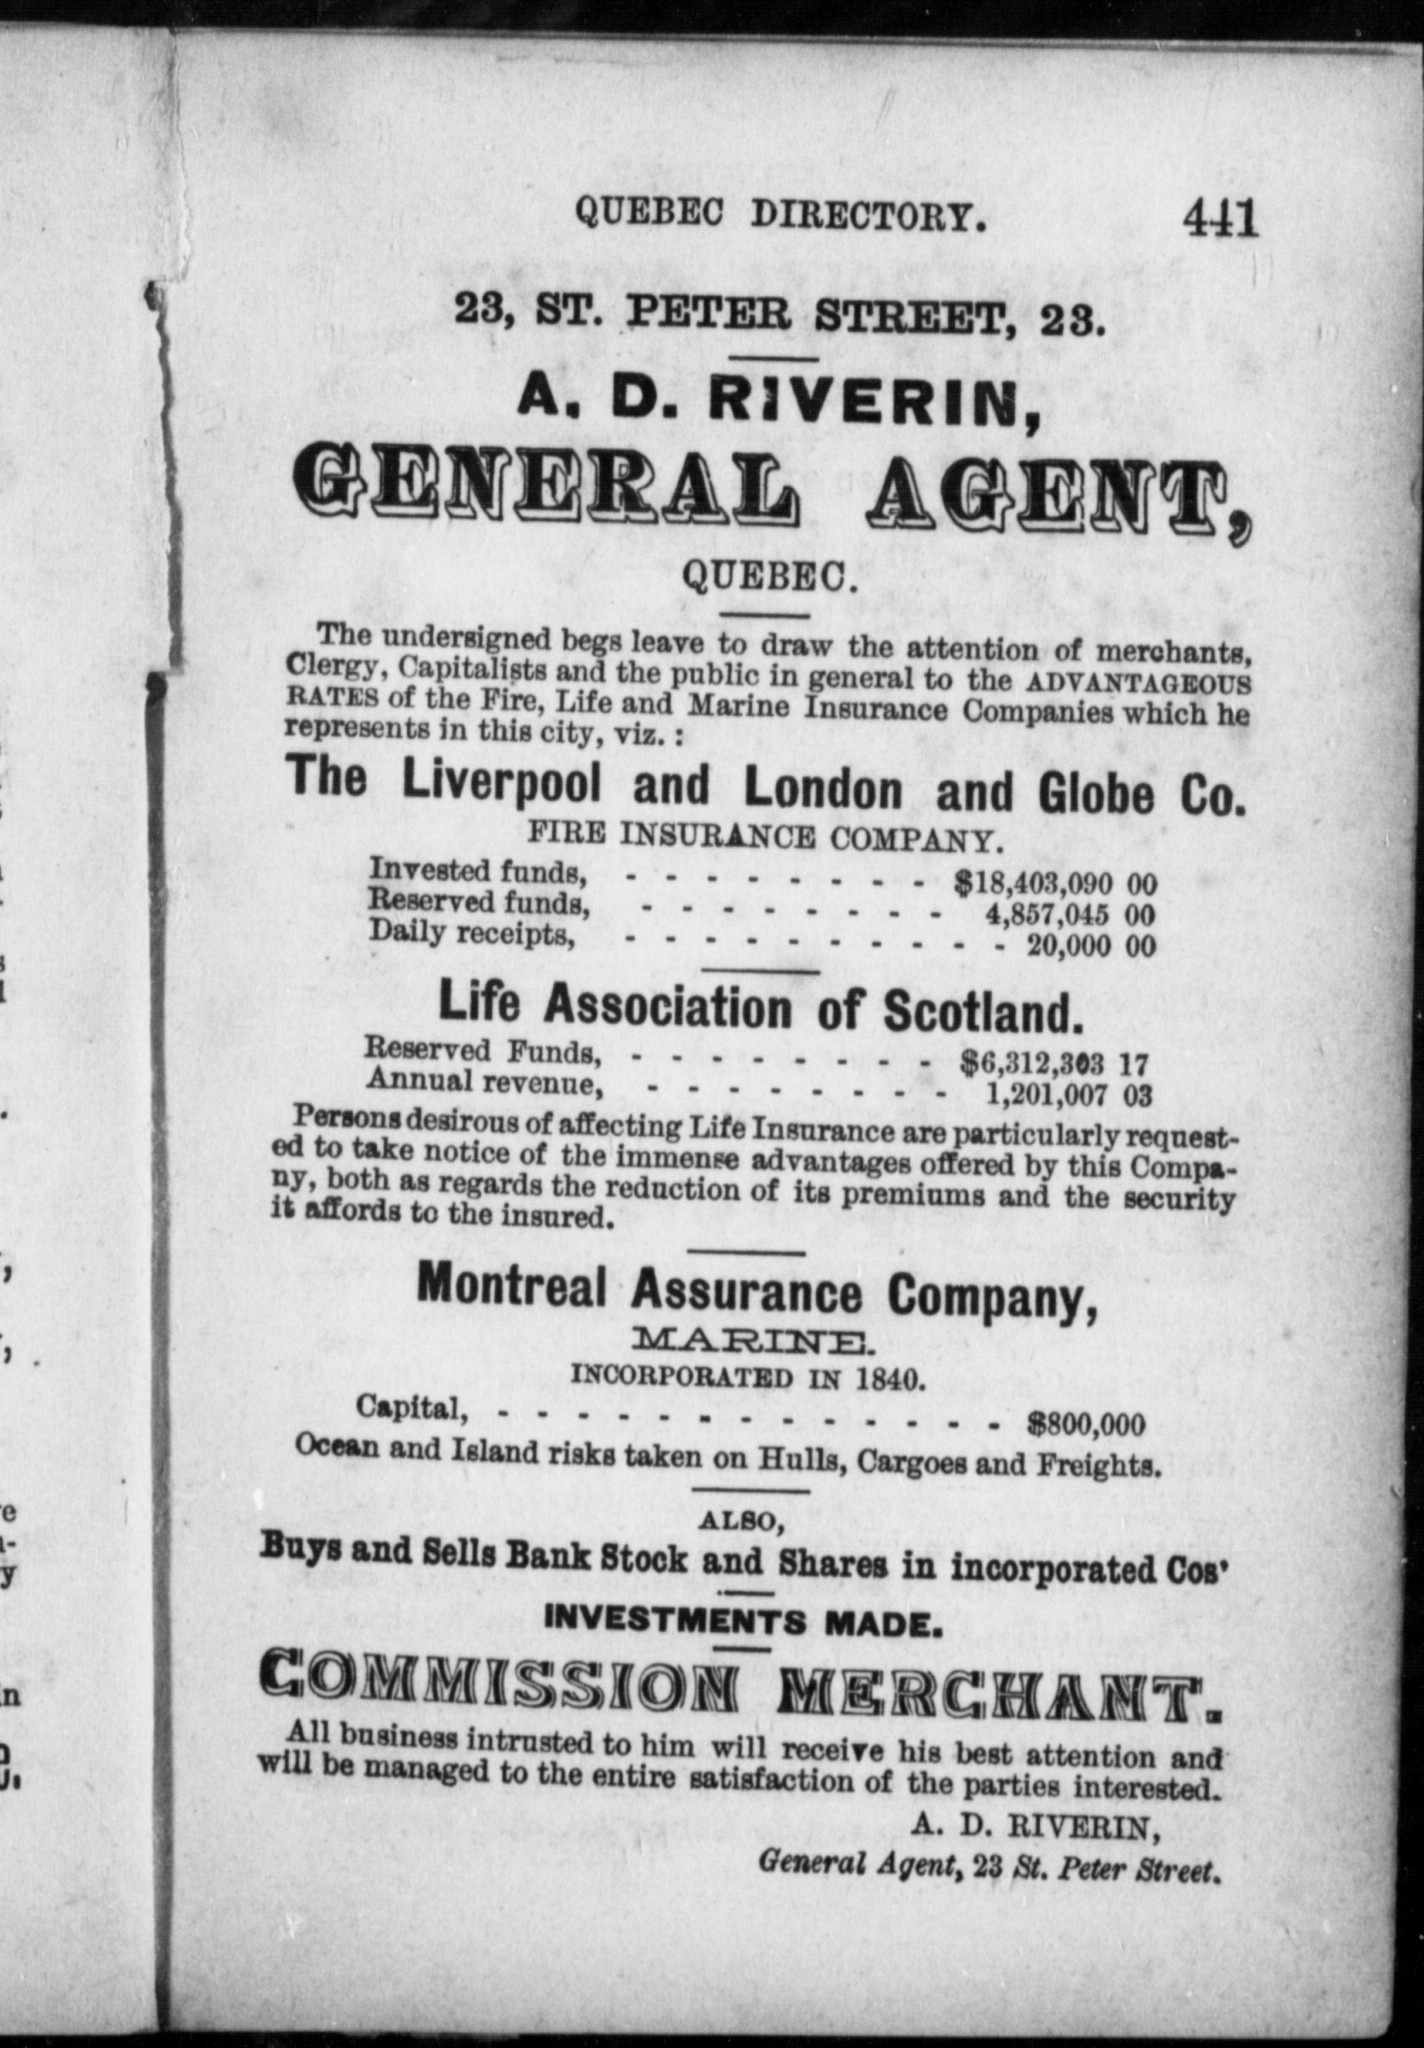 QUEBEC DIRECTORY. 441
23, ST. PETER STREET, 23.
A. D. RIVERIN,
GENERAL AGENT,
QUEBEC.
The undersigned begs leave to draw the attention of merchants,
Clergy, Capitalists and the public in general to the ADVANTAGEOUS
RATES of the Fire, Life and Marine Insurance Companies which he
represents in this city, viz. :
The Liverpool and London and Globe Co.
FIRE INSURANCE COMPANY.
Invested funds, - - - - - - - - $18,403,090 00
Reserved funds, - - - - - - - - 4,857,045 00
Daily receipts, - - - - - - - - - - 20,000 00
Life Association of Scotland.
Reserved Funds, - - - - - - - - $6,312,303 17
Annual revenue, - - - - - - - - 1,201,007 03
Persons desirous of affecting Life Insurance are particularly request-
ed to take notice of the immense advantages offered by this Compa-
ny, both as regards the reduction of its premiums and the security
it affords to the insured.
Montreal Assurance Company,
MARINE.
INCORPORATED IN 1840.
Capital, - - - - - - - - - - - - - $800,000
Ocean and Island risks taken on Hulls, Cargoes and Freights.
ALSO,
Buys and Sells Bank Stock and Shares in incorporated Cos'
INVESTMENTS MADE.
COMMISSION MERCHANT.
All business intrusted to him will receive his best attention and
will be managed to the entire satisfaction of the parties interested.
A. D. RIVERIN,
General Agent, 23 St. Peter Street.